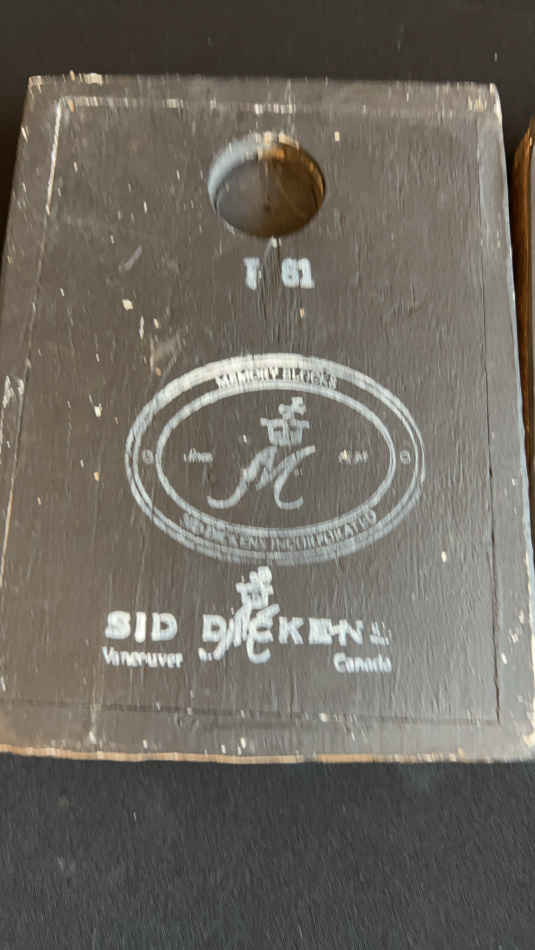 81
MEMORY BLOCKS
M
SID DICKENS INCORPORATED
SID DICKENS
Vancouver Canada